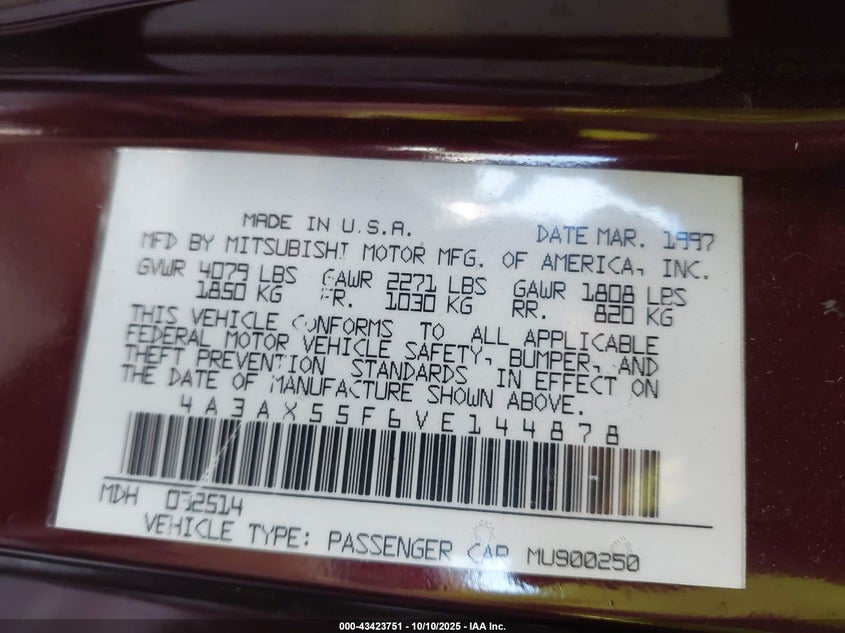 MADE IN U.S.A. DATE MAR. 1997
MFD BY MITSUBISHI MOTOR MFG. OF AMERICA, INC.
GVWR 4079 LBS GAWR 2271 LBS GAWR 1808 LBS
1850 KG FR. 1030 KG RR. 820 KG
THIS VEHICLE CONFORMS TO ALL APPLICABLE
FEDERAL MOTOR VEHICLE SAFETY, BUMPER, AND
THEFT PREVENTION STANDARDS IN EFFECT ON
THE DATE OF MANUFACTURE SHOWN ABOVE.
4A3AX55F6VE144878
MDH 032514
VEHICLE TYPE: PASSENGER CAR MU900250
000-43423751 - 10/10/2025 - IAA Inc.